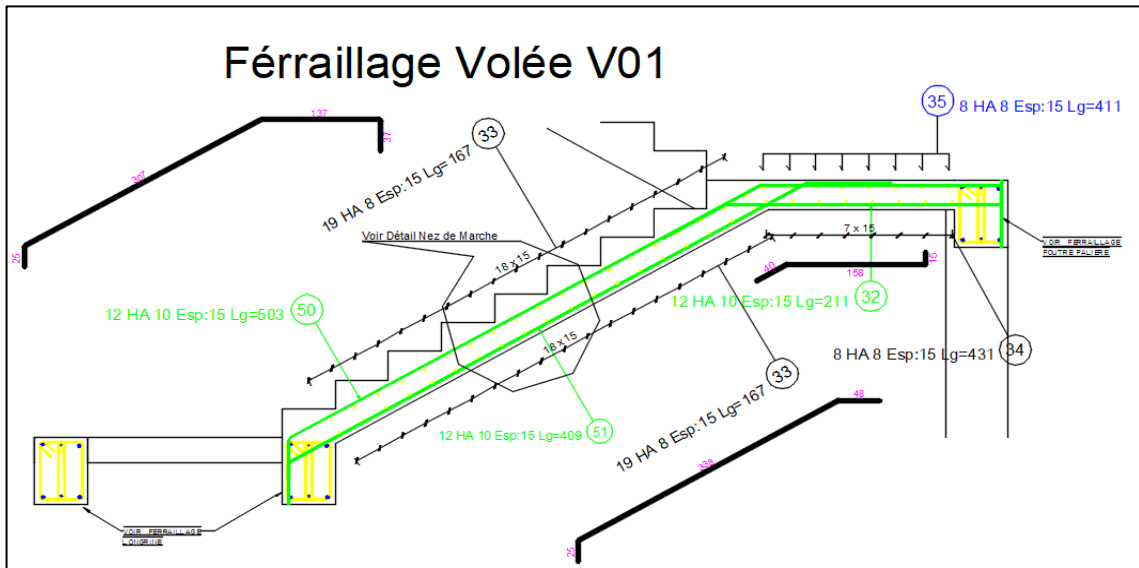 Férraillage Volée V01
137
37
307
25
19 HA 8 Esp:15 Lg=167
33
35
8 HA 8 Esp:15 Lg=411
Voir Détail Nez de Marche
18 x 15
7 x 15
VOIR FERRAILLAGE
POUTRE PALIERE
40
158
15
12 HA 10 Esp:15 Lg=503
50
12 HA 10 Esp:15 Lg=211
32
18 x 15
8 HA 8 Esp:15 Lg=431
34
33
19 HA 8 Esp:15 Lg=167
48
12 HA 10 Esp:15 Lg=409
51
336
VOIR FERRAILLAGE
LONGRINE
25